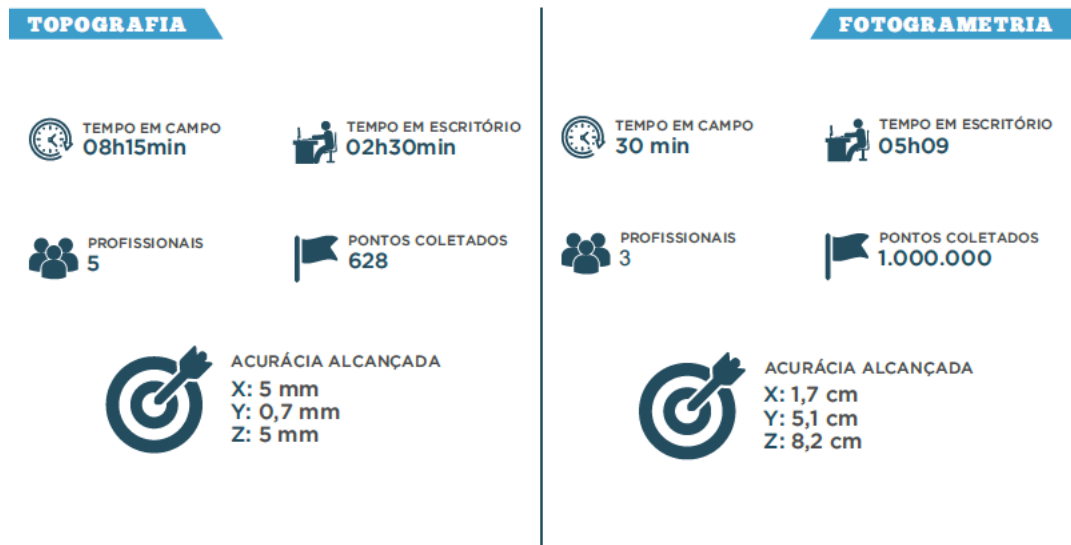 TOPOGRAFIA
TEMPO EM CAMPO
08h15min
TEMPO EM ESCRITÓRIO
02h30min
PROFISSIONAIS
5
PONTOS COLETADOS
628
ACURÁCIA ALCANÇADA
X: 5 mm
Y: 0,7 mm
Z: 5 mm
FOTOGRAMETRIA
TEMPO EM CAMPO
30 min
TEMPO EM ESCRITÓRIO
05h09
PROFISSIONAIS
3
PONTOS COLETADOS
1.000.000
ACURÁCIA ALCANÇADA
X: 1,7 cm
Y: 5,1 cm
Z: 8,2 cm